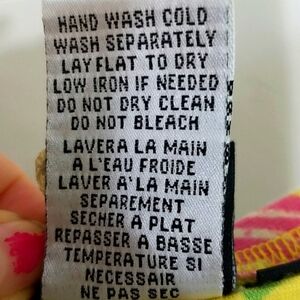 HAND WASH COLD
WASH SEPARATELY
LAY FLAT TO DRY
LOW IRON IF NEEDED
DO NOT DRY CLEAN
DO NOT BLEACH
LAVERA LA MAIN
A L'EAU FROIDE
LAVER A'LA MAIN
SEPAREMENT
SECHER A PLAT
REPASSER A BASSE
TEMPERATURE SI
NECESSAIR
NE PAS SEC